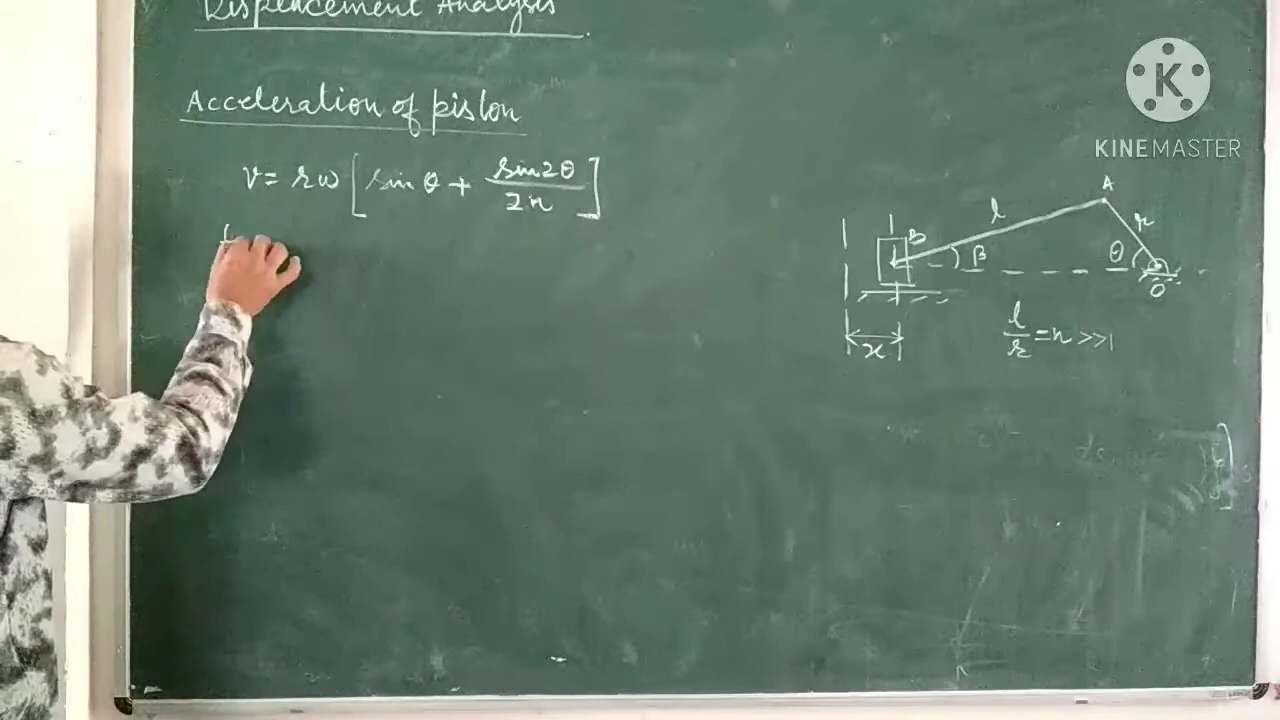 Displacement Analysis
Acceleration of piston
v = rω [ sin θ + sin2θ / 2n ]
K
KINEMASTER
A
l
r
B
β
θ
O
x
l / r = n >> 1